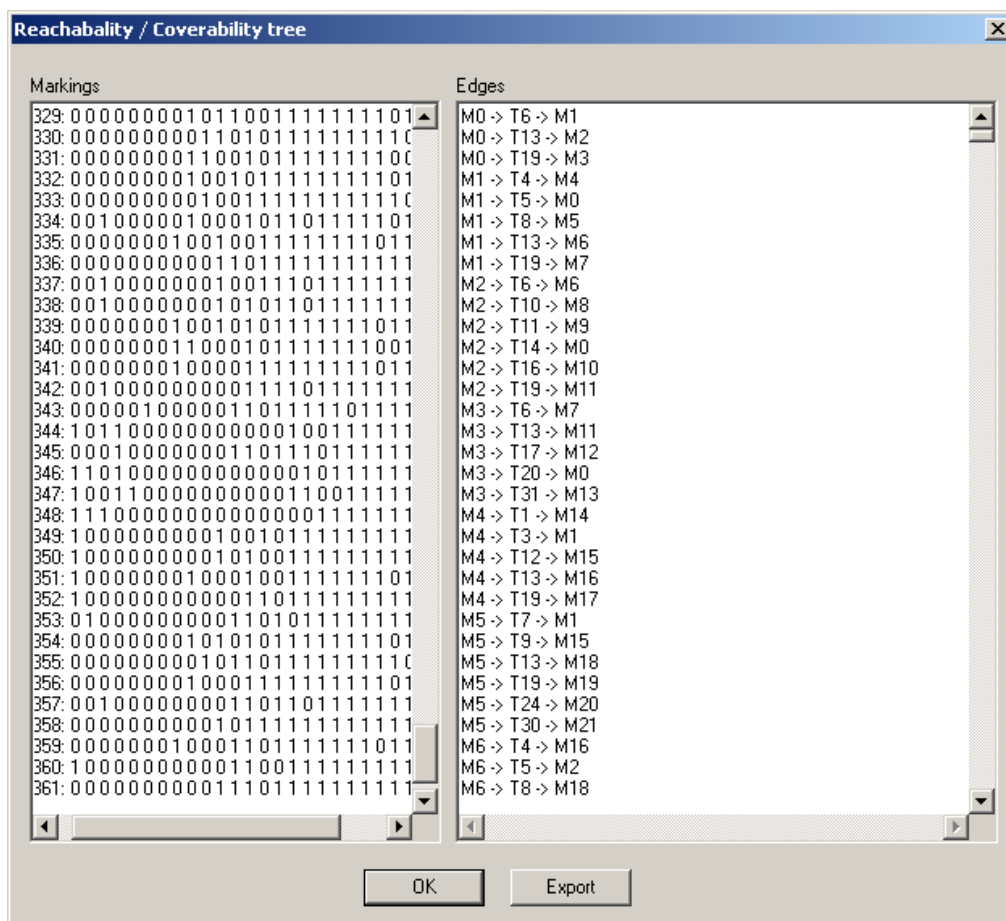 Reachabality / Coverability tree
Markings
329: 0 0 0 0 0 0 0 0 1 0 1 1 0 0 1 1 1 1 1 1 1 1 1 0 1
330: 0 0 0 0 0 0 0 0 0 1 1 0 1 0 1 1 1 1 1 1 1 1 1 0
331: 0 0 0 0 0 0 0 0 1 1 0 0 1 0 1 1 1 1 1 1 1 1 0 0
332: 0 0 0 0 0 0 0 0 1 0 0 1 0 1 1 1 1 1 1 1 1 1 0 1
333: 0 0 0 0 0 0 0 0 0 1 0 0 1 1 1 1 1 1 1 1 1 1 0
334: 0 0 1 0 0 0 0 0 1 0 0 0 1 0 1 1 0 1 1 1 1 1 0 1
335: 0 0 0 0 0 0 0 1 0 0 1 0 0 1 1 1 1 1 1 1 1 0 1 1
336: 0 0 0 0 0 0 0 0 0 0 1 1 0 1 1 1 1 1 1 1 1 1 1 1
337: 0 0 1 0 0 0 0 0 0 1 0 0 1 1 1 0 1 1 1 1 1 1 1
338: 0 0 1 0 0 0 0 0 0 1 0 1 0 1 1 0 1 1 1 1 1 1 1
339: 0 0 0 0 0 0 0 1 0 0 1 0 1 0 1 1 1 1 1 1 1 0 1 1
340: 0 0 0 0 0 0 0 1 1 0 0 0 1 0 1 1 1 1 1 1 1 0 0 1
341: 0 0 0 0 0 0 0 1 0 0 0 0 1 1 1 1 1 1 1 1 1 0 1 1
342: 0 0 1 0 0 0 0 0 0 0 0 1 1 1 1 0 1 1 1 1 1 1 1
343: 0 0 0 0 0 1 0 0 0 0 0 1 1 0 1 1 1 1 1 0 1 1 1 1
344: 1 0 1 1 0 0 0 0 0 0 0 0 0 1 0 0 1 1 1 1 1 1
345: 0 0 0 1 0 0 0 0 0 0 0 1 1 0 1 1 1 0 1 1 1 1 1 1
346: 1 1 0 1 0 0 0 0 0 0 0 0 0 0 1 0 1 1 1 1 1 1 1
347: 1 0 0 1 1 0 0 0 0 0 0 0 0 0 1 1 0 0 1 1 1 1 1
348: 1 1 1 0 0 0 0 0 0 0 0 0 0 0 0 1 1 1 1 1 1 1
349: 1 0 0 0 0 0 0 0 0 0 1 0 0 1 0 1 1 1 1 1 1 1 1 1
350: 1 0 0 0 0 0 0 0 0 0 1 0 1 0 0 1 1 1 1 1 1 1 1 1
351: 1 0 0 0 0 0 0 0 1 0 0 0 1 0 0 1 1 1 1 1 1 1 0 1
352: 1 0 0 0 0 0 0 0 0 0 0 0 1 1 0 1 1 1 1 1 1 1 1
353: 0 1 0 0 0 0 0 0 0 0 1 1 0 1 0 1 1 1 1 1 1 1 1
354: 0 0 0 0 0 0 0 0 1 0 1 0 1 0 1 1 1 1 1 1 1 1 0 1
355: 0 0 0 0 0 0 0 0 0 1 0 1 1 0 1 1 1 1 1 1 1 1 1 0
356: 0 0 0 0 0 0 0 0 1 0 0 0 1 1 1 1 1 1 1 1 1 1 0 1
357: 0 0 1 0 0 0 0 0 0 0 1 1 0 1 1 0 1 1 1 1 1 1 1
358: 0 0 0 0 0 0 0 0 0 0 1 0 1 1 1 1 1 1 1 1 1 1 1
359: 0 0 0 0 0 0 0 1 0 0 0 1 1 0 1 1 1 1 1 1 1 0 1 1
360: 1 0 0 0 0 0 0 0 0 0 0 1 1 0 0 1 1 1 1 1 1 1 1 1
361: 0 0 0 0 0 0 0 0 0 0 1 1 1 0 1 1 1 1 1 1 1 1 1 1
Edges
M0 -> T6 -> M1
M0 -> T13 -> M2
M0 -> T19 -> M3
M1 -> T4 -> M4
M1 -> T5 -> M0
M1 -> T8 -> M5
M1 -> T13 -> M6
M1 -> T19 -> M7
M2 -> T6 -> M6
M2 -> T10 -> M8
M2 -> T11 -> M9
M2 -> T14 -> M0
M2 -> T16 -> M10
M2 -> T19 -> M11
M3 -> T6 -> M7
M3 -> T13 -> M11
M3 -> T17 -> M12
M3 -> T20 -> M0
M3 -> T31 -> M13
M4 -> T1 -> M14
M4 -> T3 -> M1
M4 -> T12 -> M15
M4 -> T13 -> M16
M4 -> T19 -> M17
M5 -> T7 -> M1
M5 -> T9 -> M15
M5 -> T13 -> M18
M5 -> T19 -> M19
M5 -> T24 -> M20
M5 -> T30 -> M21
M6 -> T4 -> M16
M6 -> T5 -> M2
M6 -> T8 -> M18
OK
Export